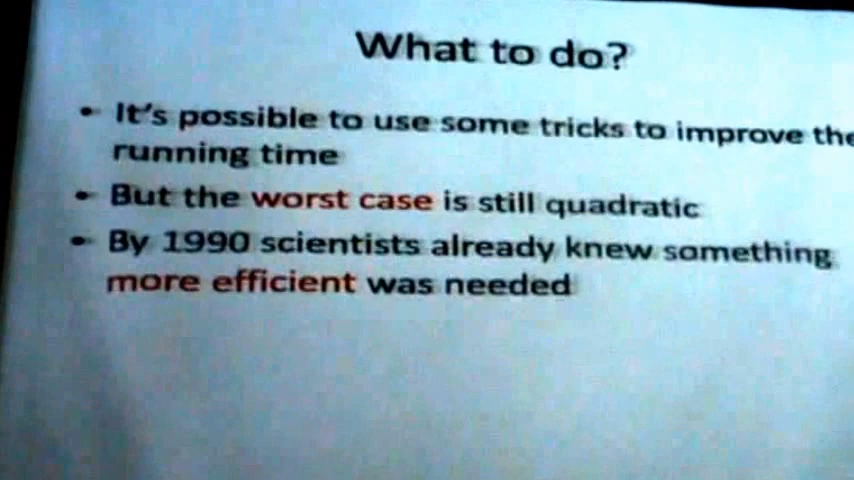 What to do?
• It's possible to use some tricks to improve the
running time
• But the worst case is still quadratic
• By 1990 scientists already knew something
more efficient was needed